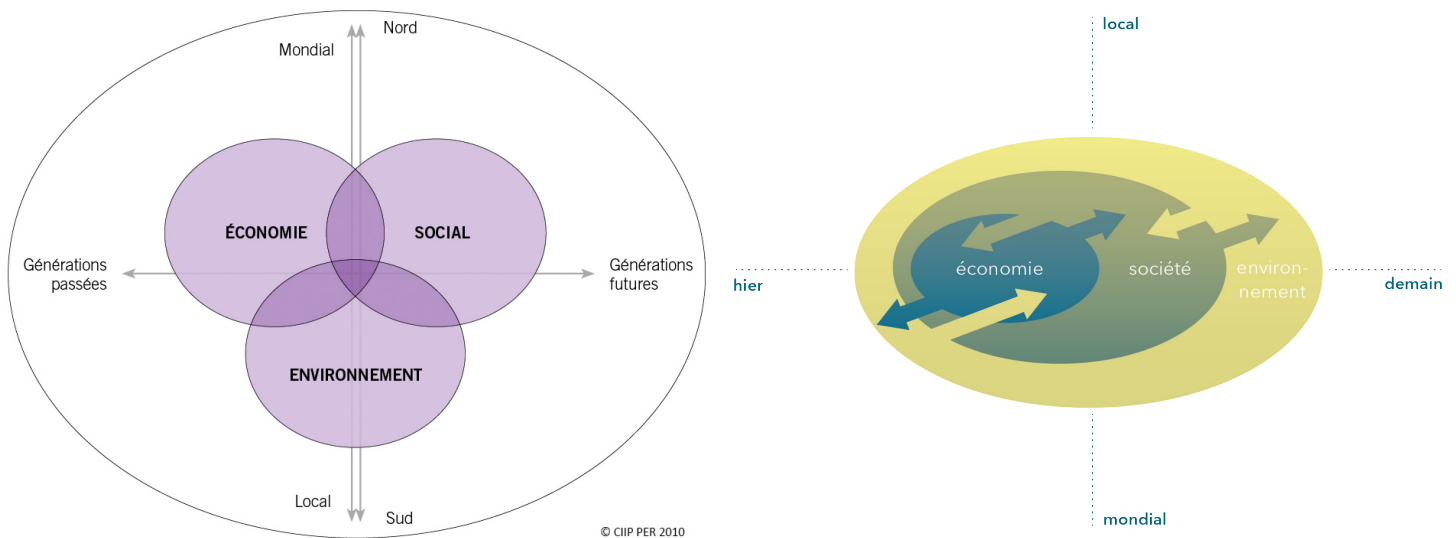 Nord
Mondial
ÉCONOMIE
SOCIAL
Générations
passées
Générations
futures
ENVIRONNEMENT
Local
Sud
© CIIP PER 2010
local
économie
société
environ-
nement
hier
demain
mondial